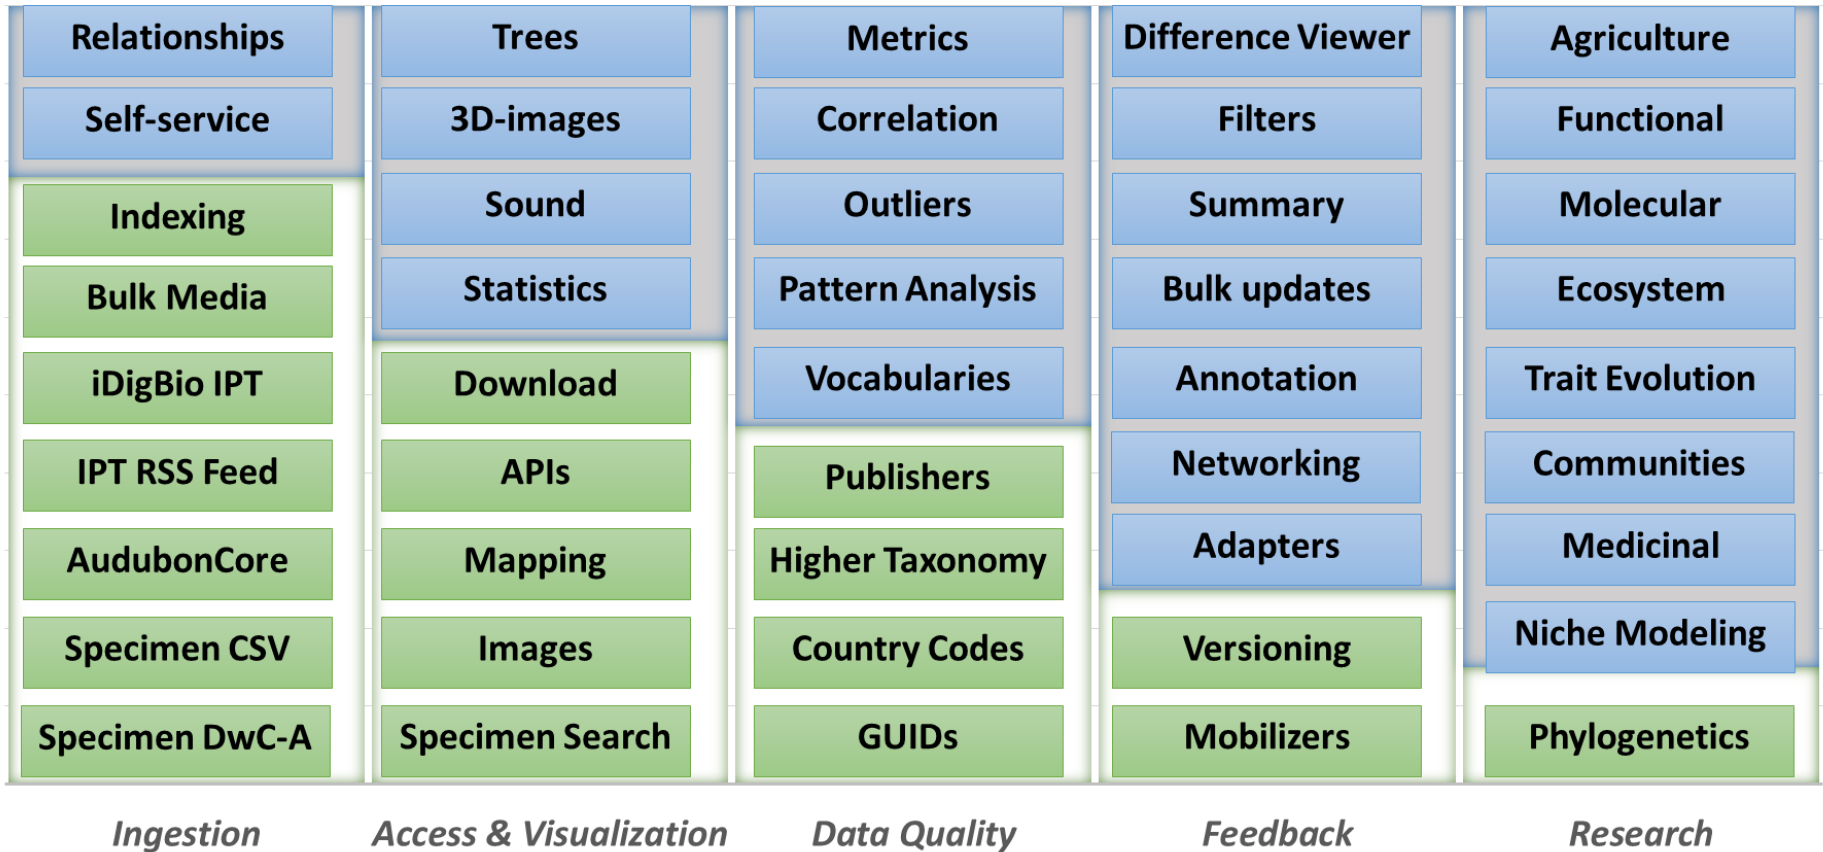 Relationships
Self-service
Indexing
Bulk Media
iDigBio IPT
IPT RSS Feed
AudubonCore
Specimen CSV
Specimen DwC-A
Ingestion
Trees
3D-images
Sound
Statistics
Download
APIs
Mapping
Images
Specimen Search
Access & Visualization
Metrics
Correlation
Outliers
Pattern Analysis
Vocabularies
Publishers
Higher Taxonomy
Country Codes
GUIDs
Data Quality
Difference Viewer
Filters
Summary
Bulk updates
Annotation
Networking
Adapters
Versioning
Mobilizers
Feedback
Agriculture
Functional
Molecular
Ecosystem
Trait Evolution
Communities
Medicinal
Niche Modeling
Phylogenetics
Research